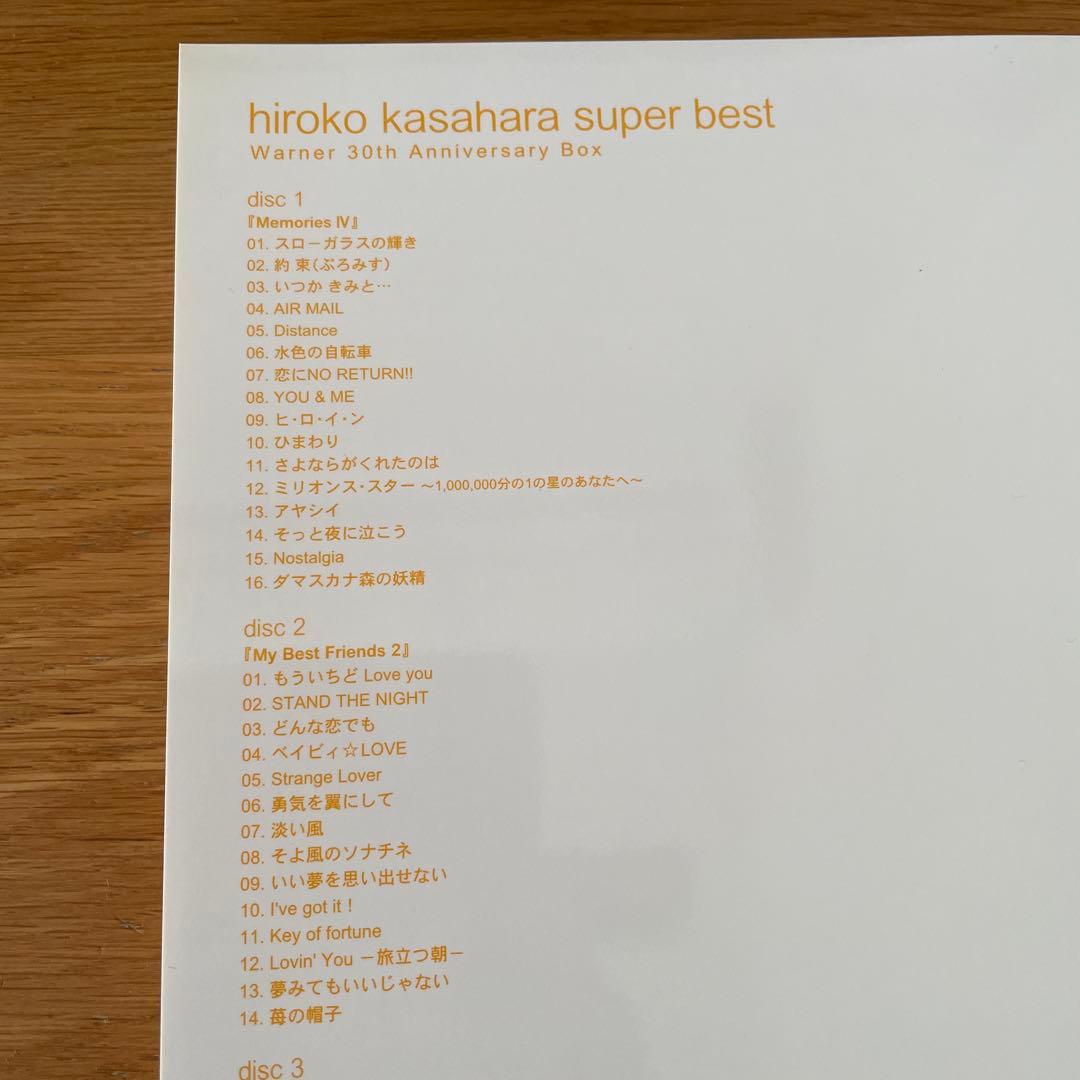 hiroko kasahara super best
Warner 30th Anniversary Box
disc 1
『Memories Ⅳ』
01. スローガラスの輝き
02. 約 束(ぷろみす)
03. いつか きみと…
04. AIR MAIL
05. Distance
06. 水色の自転車
07. 恋にNO RETURN!!
08. YOU & ME
09. ヒ・ロ・イ・ン
10. ひまわり
11. さよならがくれたのは
12. ミリオンス・スター 〜1,000,000分の1の星のあなたへ〜
13. アヤシイ
14. そっと夜に泣こう
15. Nostalgia
16. ダマスカナ森の妖精
disc 2
『My Best Friends 2』
01. もういちど Love you
02. STAND THE NIGHT
03. どんな恋でも
04. ベイビィ☆LOVE
05. Strange Lover
06. 勇気を翼にして
07. 淡い風
08. そよ風のソナチネ
09. いい夢を思い出せない
10. I've got it !
11. Key of fortune
12. Lovin' You －旅立つ朝－
13. 夢みてもいいじゃない
14. 苺の帽子
disc 3